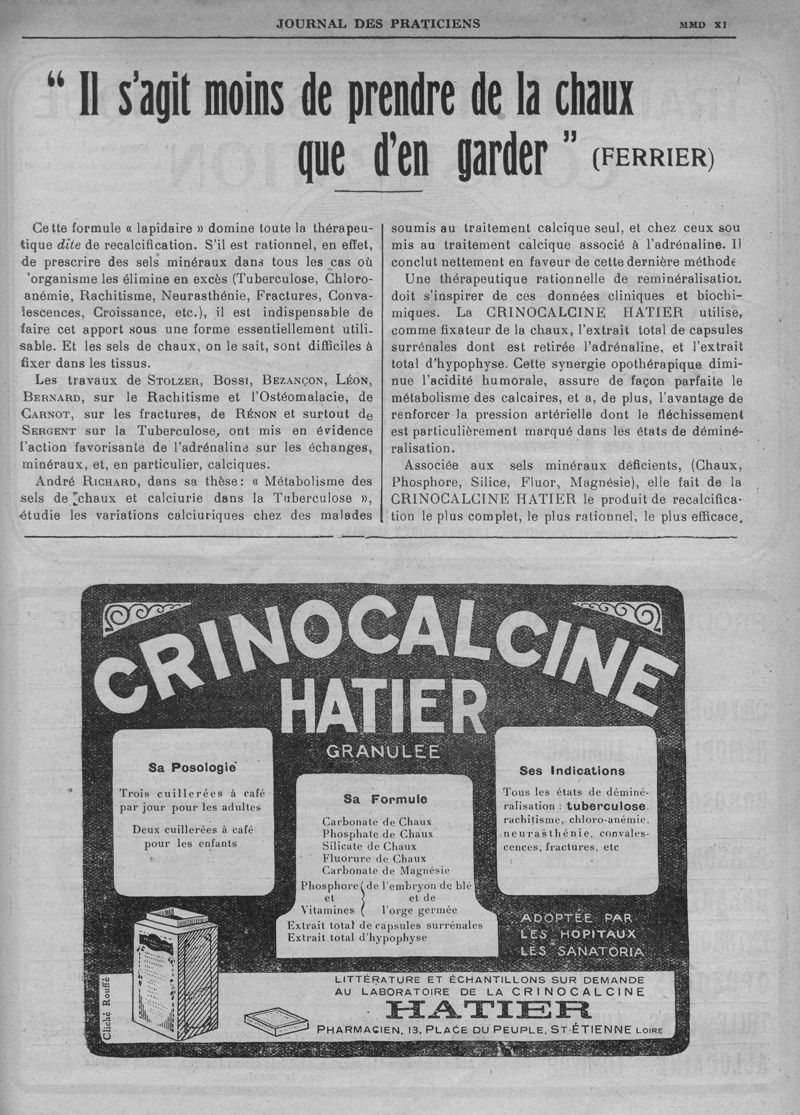 JOURNAL DES PRATICIENS
MMD XI
“ Il s'agit moins de prendre de la chaux
que d'en garder ” (FERRIER)
Cette formule « lapidaire » domine toute la thérapeu-
tique dite de recalcification. S'il est rationnel, en effet,
de prescrire des sels minéraux dans tous les cas où
'organisme les élimine en excès (Tuberculose, Chloro-
anémie, Rachitisme, Neurasthénie, Fractures, Conva-
lescences, Croissance, etc.), il est indispensable de
faire cet apport sous une forme essentiellement utili-
sable. Et les sels de chaux, on le sait, sont difficiles à
fixer dans les tissus.
Les travaux de STOLZER, BOSSI, BEZANÇON, LÉON,
BERNARD, sur le Rachitisme et l'Ostéomalacie, de
CARNOT, sur les fractures, de RÉNON et surtout de
SERGENT sur la Tuberculose, ont mis en évidence
l'action favorisante de l'adrénaline sur les échanges,
minéraux, et, en particulier, calciques.
André RICHARD, dans sa thèse : « Métabolisme des
sels de chaux et calciurie dans la Tuberculose »,
étudie les variations calciuriques chez des malades
soumis au traitement calcique seul, et chez ceux sou
mis au traitement calcique associé à l'adrénaline. Il
conclut nettement en faveur de cette dernière méthode
Une thérapeutique rationnelle de reminéralisation
doit s'inspirer de ces données cliniques et biochi-
miques. La CRINOCALCINE HATIER utilise,
comme fixateur de la chaux, l'extrait total de capsules
surrénales dont est retirée l'adrénaline, et l'extrait
total d'hypophyse. Cette synergie opothérapique dimi-
nue l'acidité humorale, assure de façon parfaite le
métabolisme des calcaires, et a, de plus, l'avantage de
renforcer la pression artérielle dont le fléchissement
est particulièrement marqué dans les états de déminé-
ralisation.
Associée aux sels minéraux déficients, (Chaux,
Phosphore, Silice, Fluor, Magnésie), elle fait de la
CRINOCALCINE HATIER le produit de recalcifica-
tion le plus complet, le plus rationnel, le plus efficace.
CRINOCALCINE
HATIER
GRANULEE
Sa Posologie
Trois cuillerées à café
par jour pour les adultes
Deux cuillerées à café
pour les enfants
Sa Formule
Carbonate de Chaux
Phosphate de Chaux
Silicate de Chaux
Fluorure de Chaux
Carbonate de Magnésie
Phosphore de l'embryon de blé
et et de
Vitamines l'orge germée
Extrait total de capsules surrénales
Extrait total d'hypophyse
Ses Indications
Tous les états de déminé-
ralisation : tuberculose,
rachitisme, chloro-anémie,
neurasthénie, convales-
cences, fractures, etc
ADOPTÉE PAR
LES HOPITAUX
LES SANATORIA
Cliché Rouffé
LITTÉRATURE ET ÉCHANTILLONS SUR DEMANDE
AU LABORATOIRE DE LA CRINOCALCINE
HATIER
PHARMACIEN, 13, PLACE DU PEUPLE, ST-ÉTIENNE LOIRE